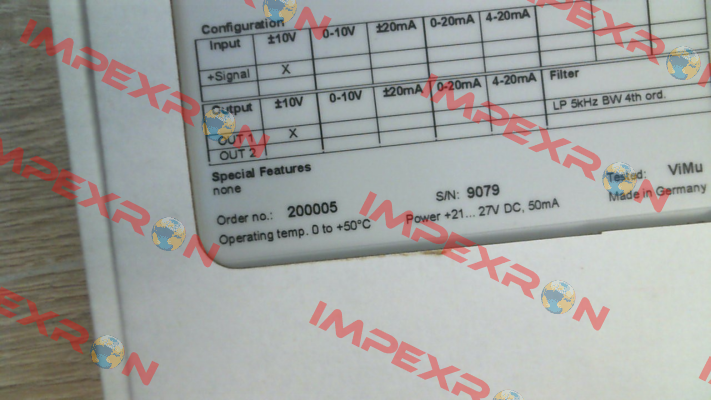 Configuration
Input ±10V 0-10V ±20mA 0-20mA 4-20mA
+Signal X
Output ±10V 0-10V ±20mA 0-20mA 4-20mA Filter
OUT 1 X LP 5kHz BW 4th ord.
OUT 2
Special Features
none
Order no.: 200005 S/N: 9079 Tested: ViMu
Operating temp. 0 to +50°C Power +21... 27V DC, 50mA Made in Germany
IMPEXRON
IMPEXRON
IMPEXRON
IMPEXRON
IMPEXRON
IMPEXRON